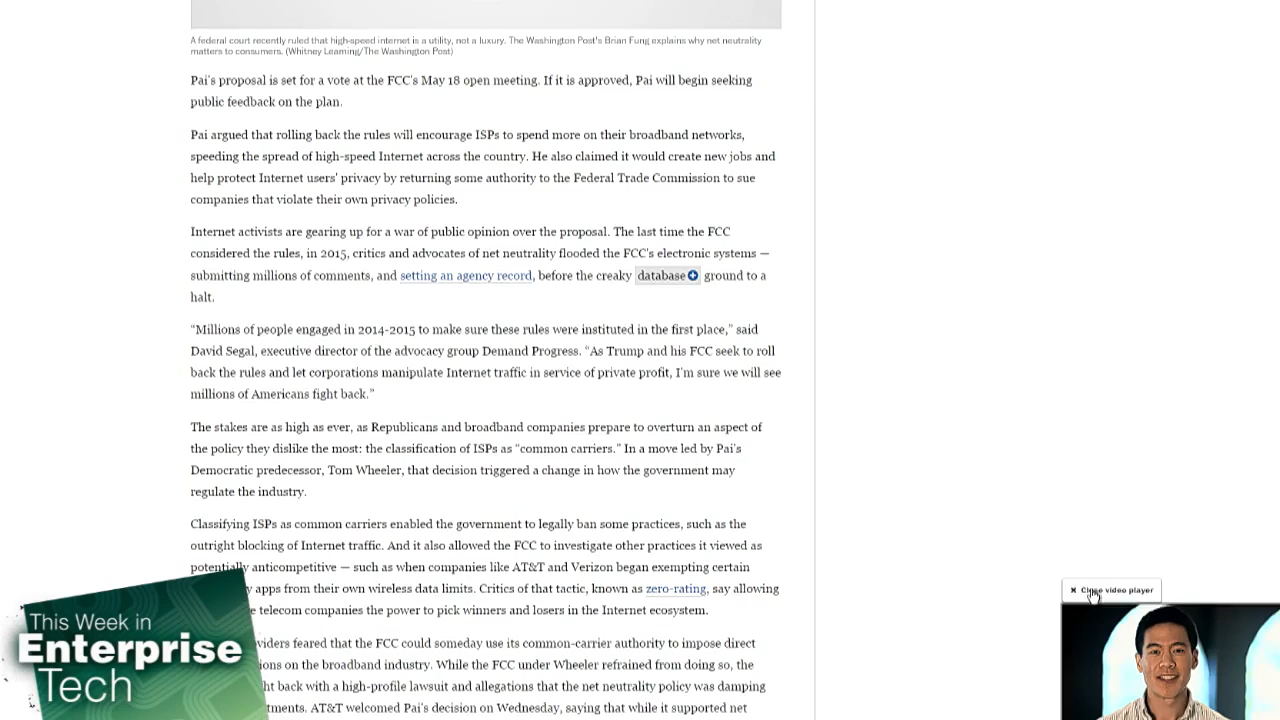 A federal court recently ruled that high-speed internet is a utility, not a luxury. The Washington Post's Brian Fung explains why net neutrality
matters to consumers. (Whitney Leaming/The Washington Post)
Pai's proposal is set for a vote at the FCC's May 18 open meeting. If it is approved, Pai will begin seeking
public feedback on the plan.
Pai argued that rolling back the rules will encourage ISPs to spend more on their broadband networks,
speeding the spread of high-speed Internet across the country. He also claimed it would create new jobs and
help protect Internet users' privacy by returning some authority to the Federal Trade Commission to sue
companies that violate their own privacy policies.
Internet activists are gearing up for a war of public opinion over the proposal. The last time the FCC
considered the rules, in 2015, critics and advocates of net neutrality flooded the FCC's electronic systems —
submitting millions of comments, and setting an agency record, before the creaky database ground to a
halt.
“Millions of people engaged in 2014-2015 to make sure these rules were instituted in the first place,” said
David Segal, executive director of the advocacy group Demand Progress. “As Trump and his FCC seek to roll
back the rules and let corporations manipulate Internet traffic in service of private profit, I'm sure we will see
millions of Americans fight back.”
The stakes are as high as ever, as Republicans and broadband companies prepare to overturn an aspect of
the policy they dislike the most: the classification of ISPs as “common carriers.” In a move led by Pai's
Democratic predecessor, Tom Wheeler, that decision triggered a change in how the government may
regulate the industry.
Classifying ISPs as common carriers enabled the government to legally ban some practices, such as the
outright blocking of Internet traffic. And it also allowed the FCC to investigate other practices it viewed as
potentially anticompetitive — such as when companies like AT&T and Verizon began exempting certain
apps from their own wireless data limits. Critics of that tactic, known as zero-rating, say allowing
telecom companies the power to pick winners and losers in the Internet ecosystem.
feared that the FCC could someday use its common-carrier authority to impose direct
on the broadband industry. While the FCC under Wheeler refrained from doing so, the
back with a high-profile lawsuit and allegations that the net neutrality policy was damping
AT&T welcomed Pai's decision on Wednesday, saying that while it supported net
Close video player
This Week in
Enterprise
Tech